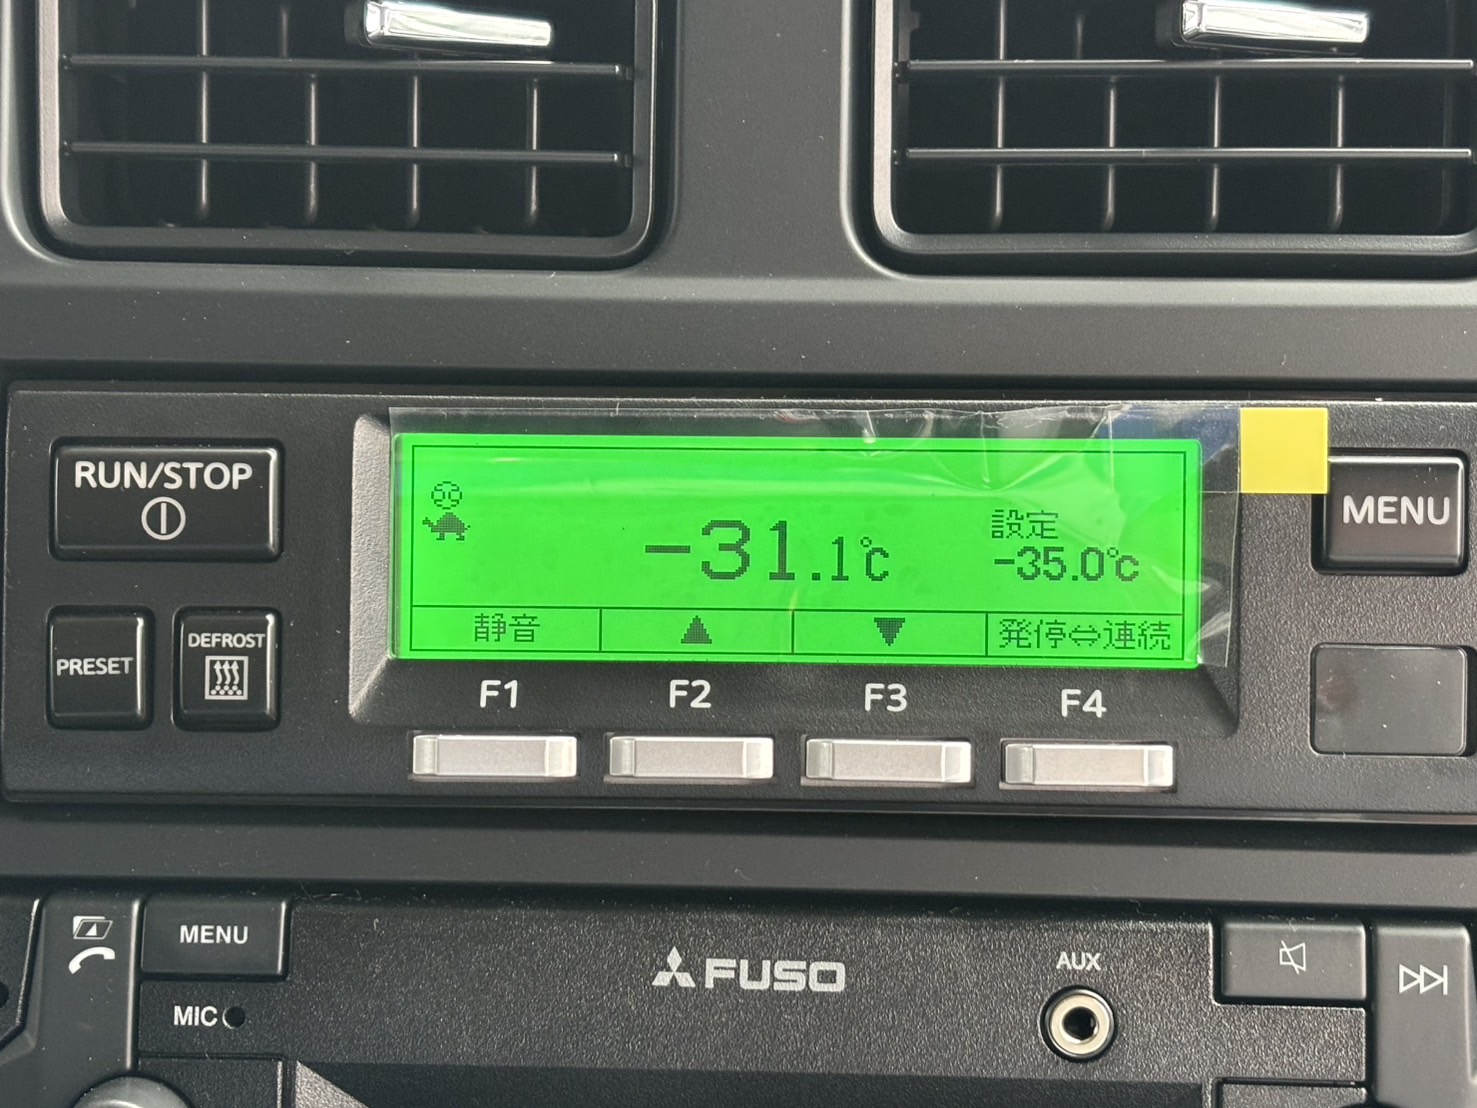 RUN/STOP
PRESET
DEFROST
-31.1℃
設定
-35.0℃
静音
▲
▼
発停⇔連続
F1
F2
F3
F4
MENU
MENU
MIC
FUSO
AUX